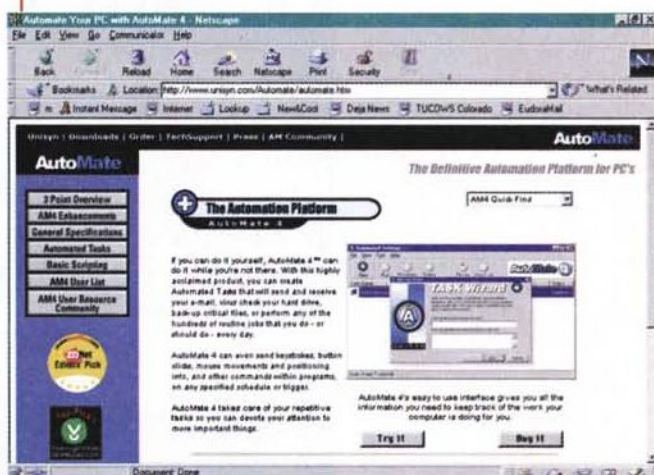 Automate Your PC with AutoMate 4 - Netscape
File Edit View Go Communicator Help
Back Reload Home Search Netscape Print Security
Bookmarks Location: http://www.unisyn.com/Automate/automate.htm What's Related
Instant Message Internet Lookup New&Cool Deja News TUCOWS Colorado EudoraMail
Unisyn | Downloads | Order | TechSupport | Press | AM Community |
AutoMate
AutoMate
The Definitive Automation Platform for PC's
3 Point Overview
AM4 Enhancements
General Specifications
Automated Tasks
Basic Scripting
AM4 User List
AM4 User Resource
Community
Net
Editors' Pick
The Automation Platform
AutoMate 4
AM4 Quick Find
If you can do it yourself, AutoMate 4™ can
do it while you're not there. With this highly
acclaimed product, you can create
Automated Tasks that will send and receive
your e-mail, virus check your hard drive,
back-up critical files, or perform any of the
hundreds of routine jobs that you do - or
should do - every day.
AutoMate 4 can even send keystrokes, button
clicks, mouse movements and positioning
info, and other commands within programs,
on any specified schedule or trigger.
AutoMate 4 takes care of your repetitive
tasks so you can devote your attention to
more important things.
AutoMate
TASK Wizard
AutoMate 4's easy to use interface gives you all the
information you need to keep track of the work your
computer is doing for you.
Try It
Buy It
Document: Done